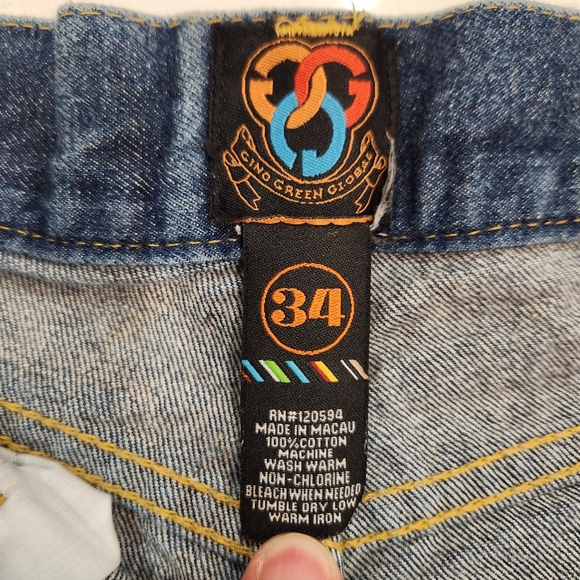 GINO GREEN GLOBAL
34
RN#120594
MADE IN MACAU
100%COTTON
MACHINE
WASH WARM
NON-CHLORINE
BLEACH WHEN NEEDED
TUMBLE DRY LOW
WARM IRON